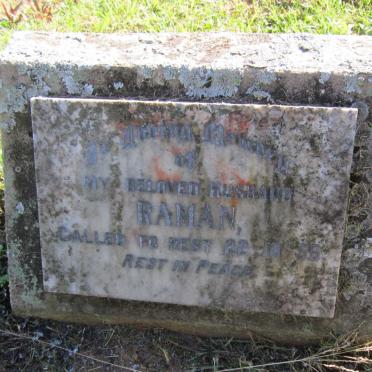 In Loving Memory
of
MY BELOVED HUSBAND
RAMAN,
CALLED TO REST
REST IN PEACE